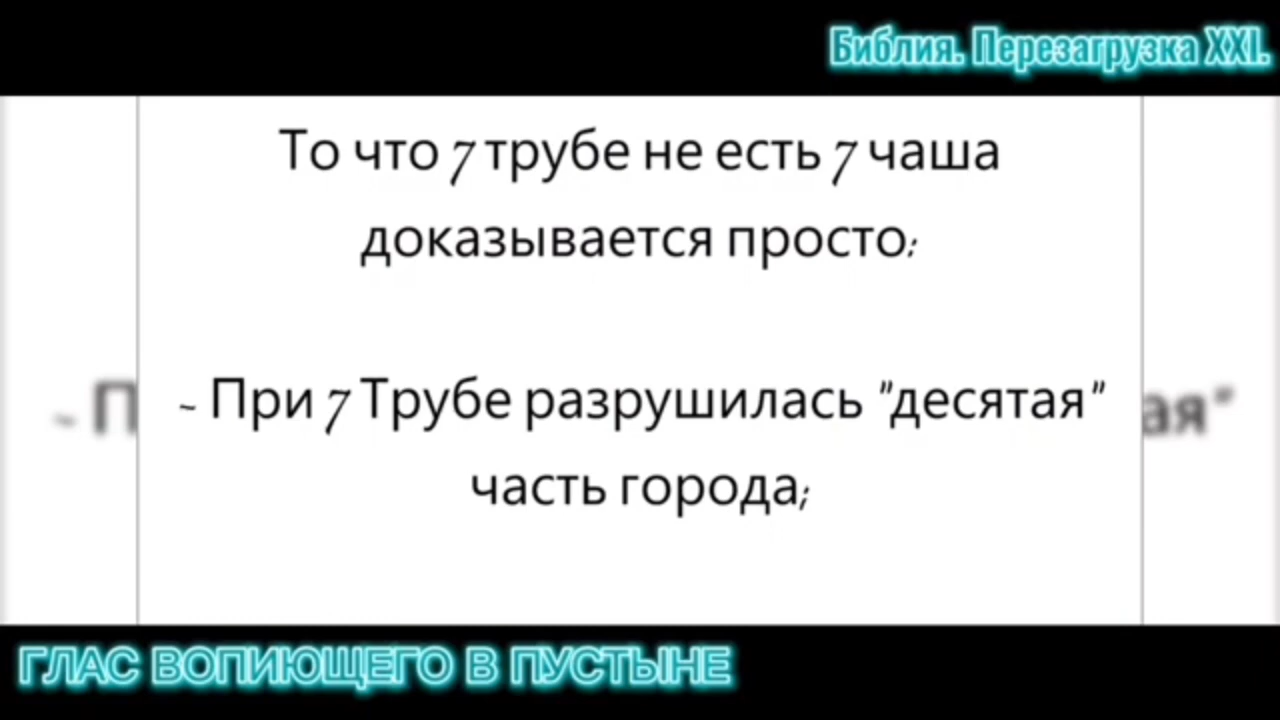 Библия. Перезагрузка XXI.
То что 7 трубе не есть 7 чаша
доказывается просто:
~ При 7 Трубе разрушилась "десятая"
часть города;
~ П
ая"
ГЛАС ВОПИЮЩЕГО В ПУСТЫНЕ